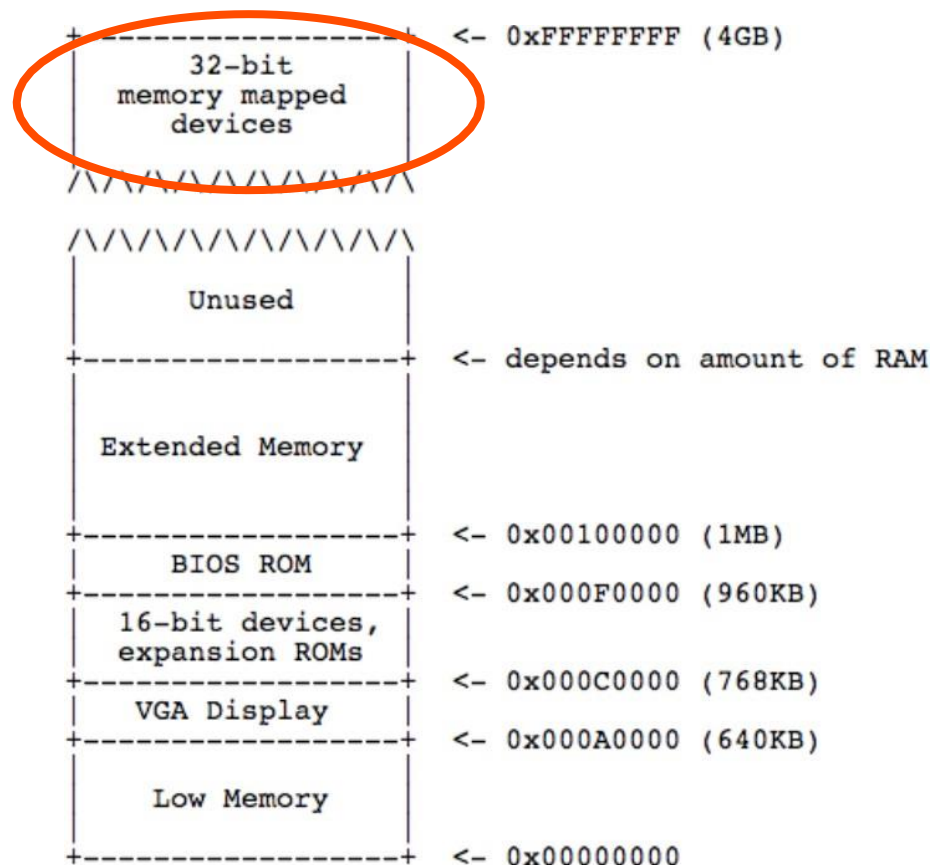 +------------------+ <- 0xFFFFFFFF (4GB)
| 32-bit |
| memory mapped |
| devices |
| |
/\/\/\/\/\/\/\/\/\/\
/\/\/\/\/\/\/\/\/\/\
| |
| Unused |
| |
+------------------+ <- depends on amount of RAM
| |
| |
| Extended Memory |
| |
| |
+------------------+ <- 0x00100000 (1MB)
| BIOS ROM |
+------------------+ <- 0x000F0000 (960KB)
| 16-bit devices, |
| expansion ROMs |
+------------------+ <- 0x000C0000 (768KB)
| VGA Display |
+------------------+ <- 0x000A0000 (640KB)
| |
| Low Memory |
| |
+------------------+ <- 0x00000000